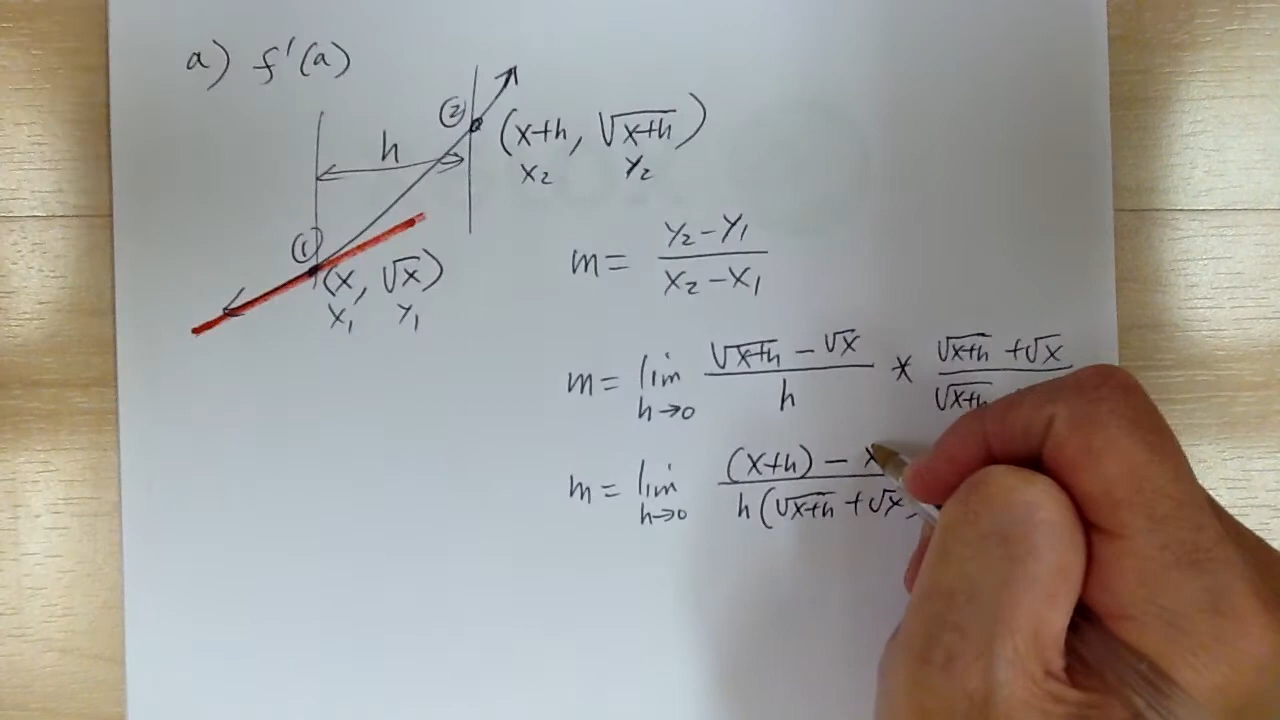 a) f'(a)
h
②
(x+h, √x+h)
x₂ y₂
①
(x, √x)
x₁ y₁
m = y₂-y₁ / x₂-x₁
m = lim h→0 √x+h - √x / h * √x+h + √x / √x+h
m = lim h→0 (x+h) - x / h(√x+h + √x